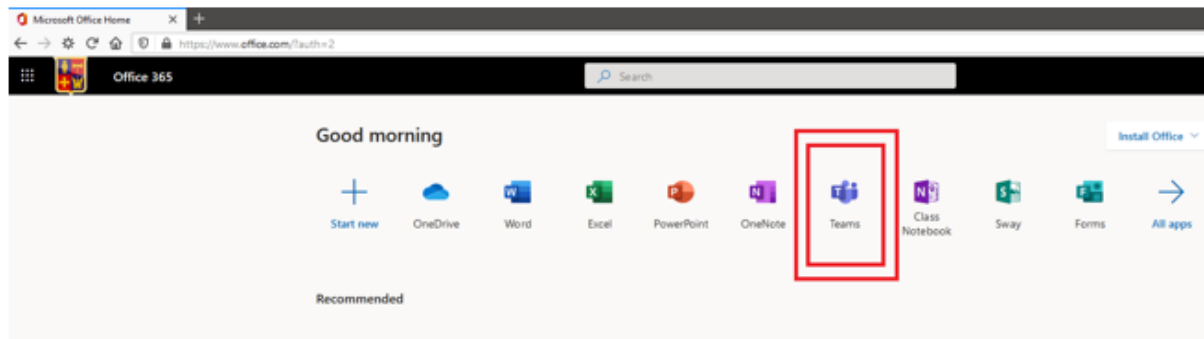 Microsoft Office Home
https://www.office.com/?auth=2
Office 365
Search
Good morning
Install Office
Start new
OneDrive
Word
Excel
PowerPoint
OneNote
Teams
Class
Notebook
Sway
Forms
All apps
Recommended